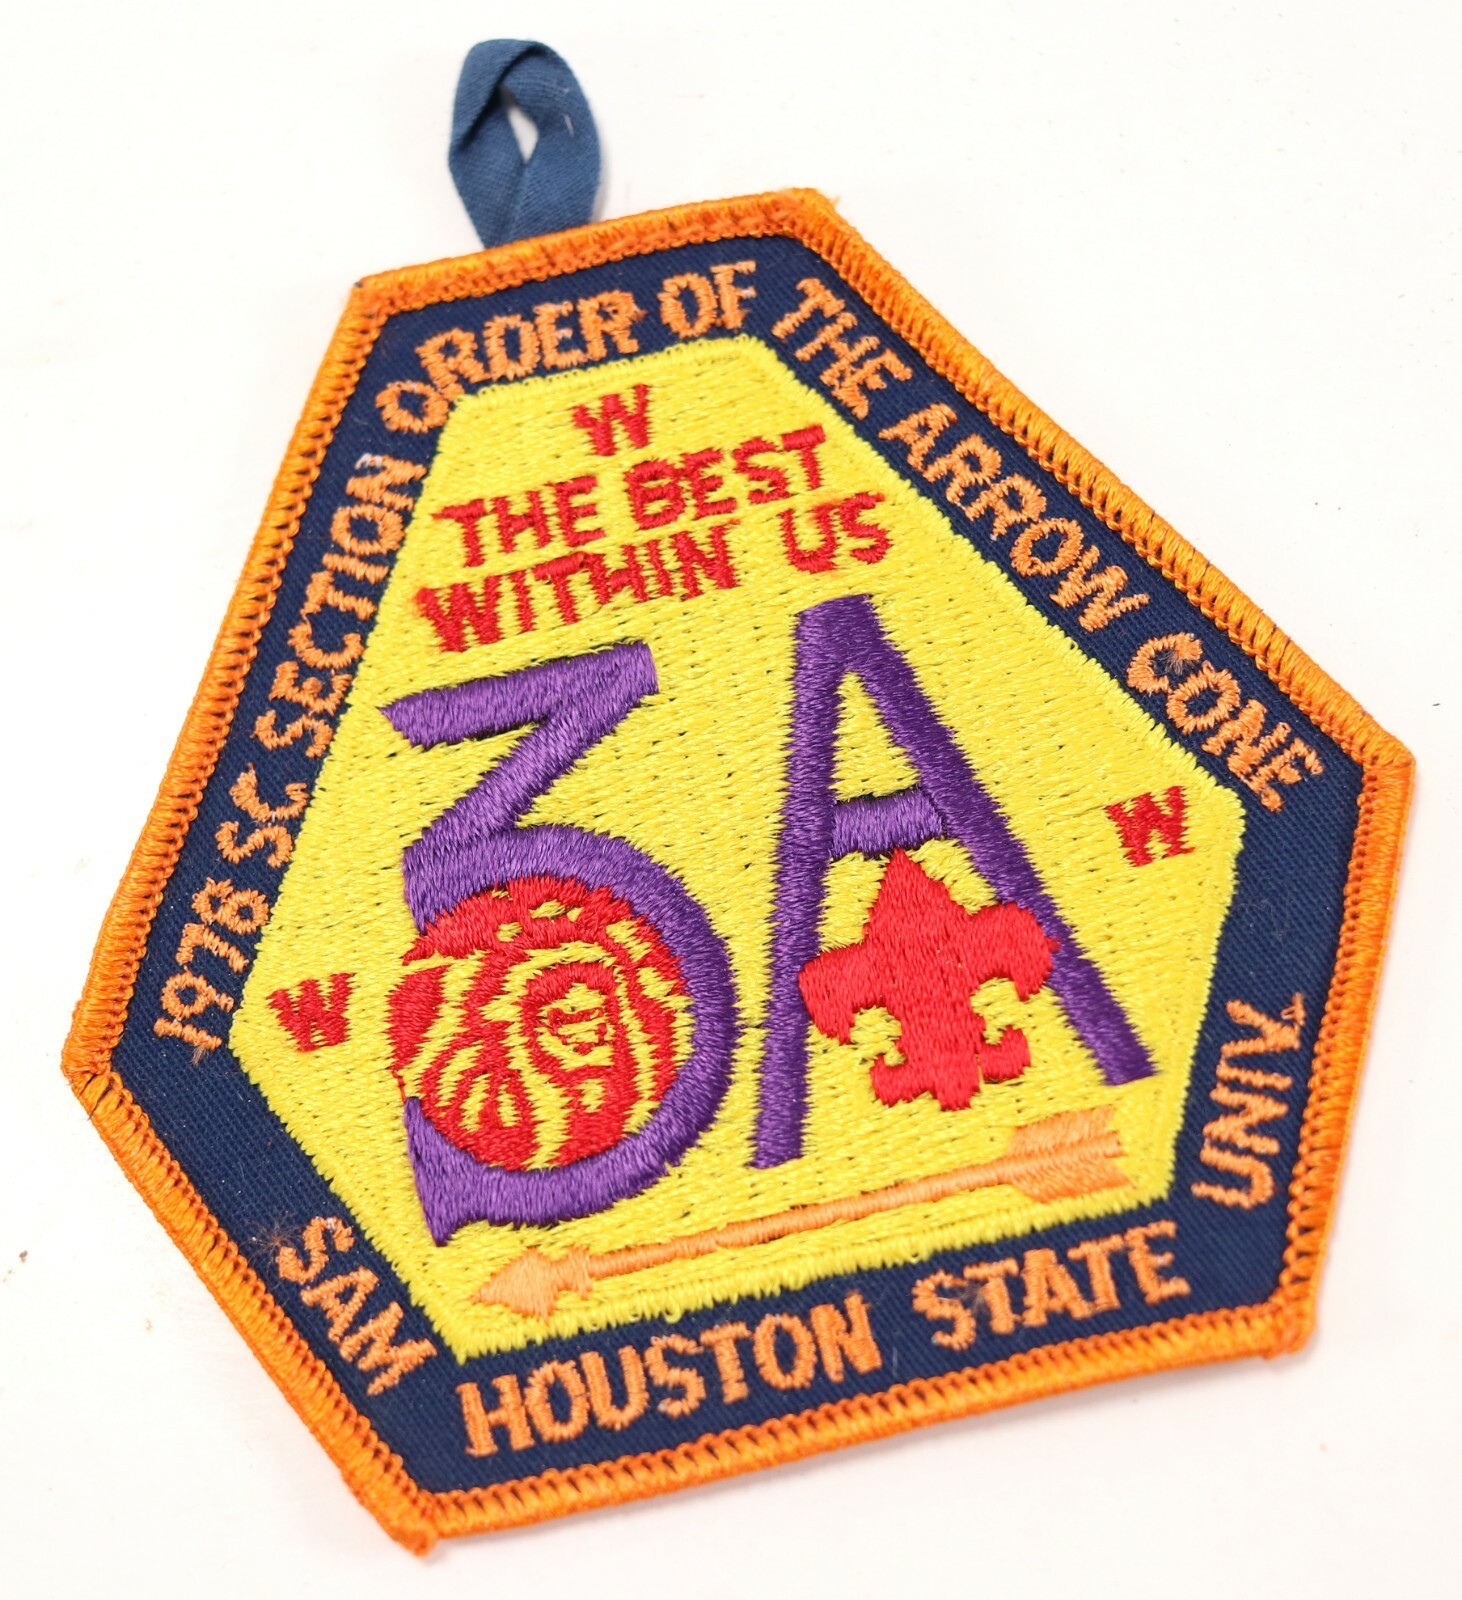 1978 SC SECTION ORDER OF THE ARROW CONE
W
THE BEST
WITHIN US
3A
W
W
SAM HOUSTON STATE UNIV.